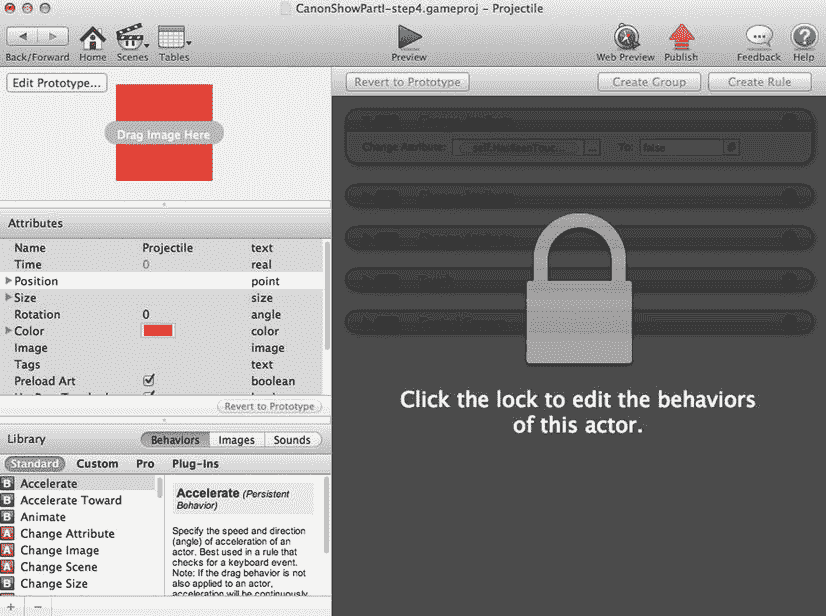 CanonShowPartI-step4.gameproj - Projectile
Back/Forward Home Scenes Tables Preview Web Preview Publish Feedback Help
Edit Prototype... Revert to Prototype Create Group Create Rule
Drag Image Here
Change Attribute: ... To: false
Attributes
Name Projectile text
Time 0 real
Position point
Size size
Rotation 0 angle
Color color
Image image
Tags text
Preload Art boolean
Revert to Prototype
Library Behaviors Images Sounds
Standard Custom Pro Plug-Ins
B Accelerate
B Accelerate Toward
B Animate
A Change Attribute
A Change Image
A Change Scene
B Change Size
+ −
Accelerate (Persistent
Behavior)
Specify the speed and direction
(angle) of acceleration of an
actor. Best used in a rule that
checks for a keyboard event.
Note: If the drag behavior is not
also applied to an actor,
acceleration will be continuously
Click the lock to edit the behaviors
of this actor.